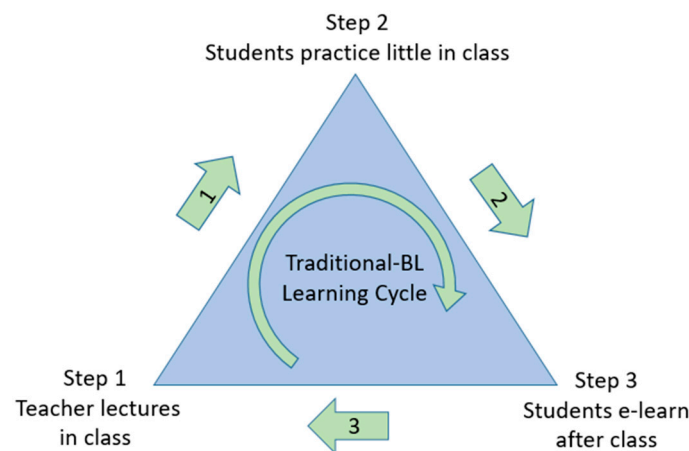 Step 2
Students practice little in class
1
2
Traditional-BL
Learning Cycle
Step 1
Teacher lectures
in class
3
Step 3
Students e-learn
after class